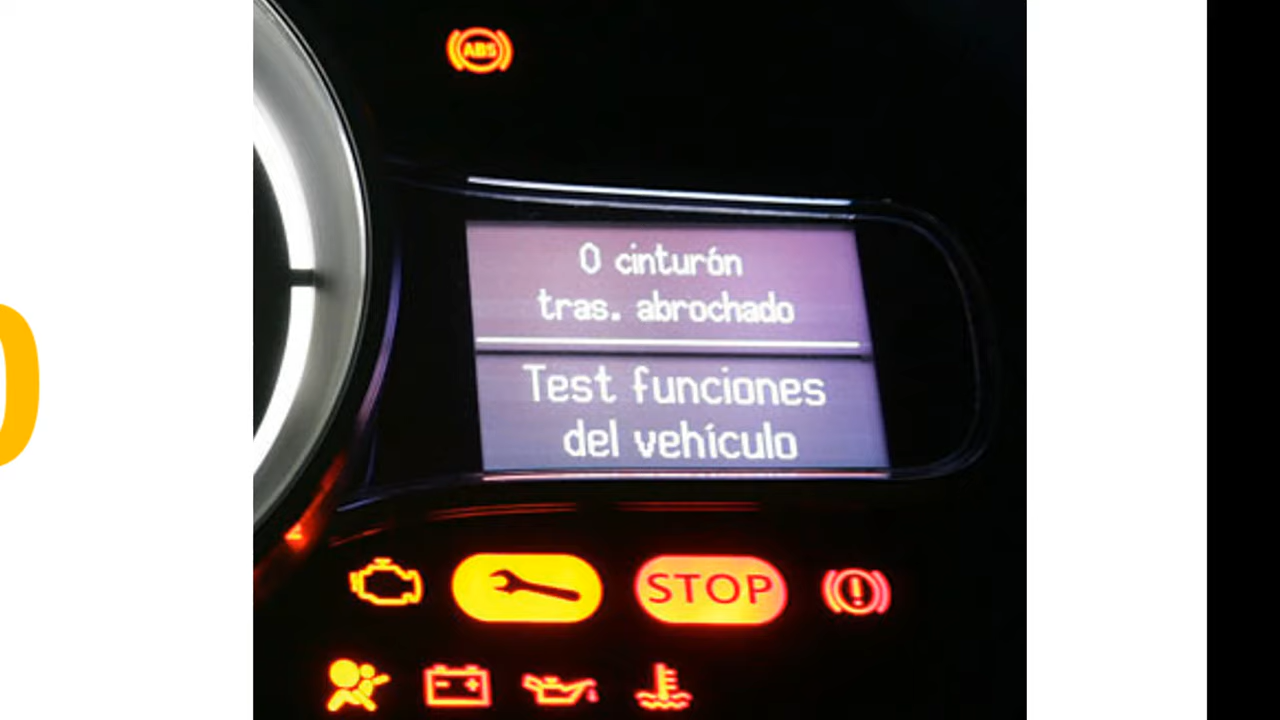 ABS
0 cinturón
tras. abrochado
Test funciones
del vehículo
STOP